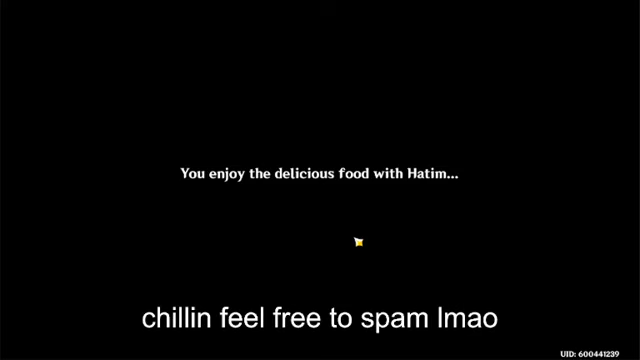 You enjoy the delicious food with Hatim...
chillin feel free to spam lmao
UID: 600441239